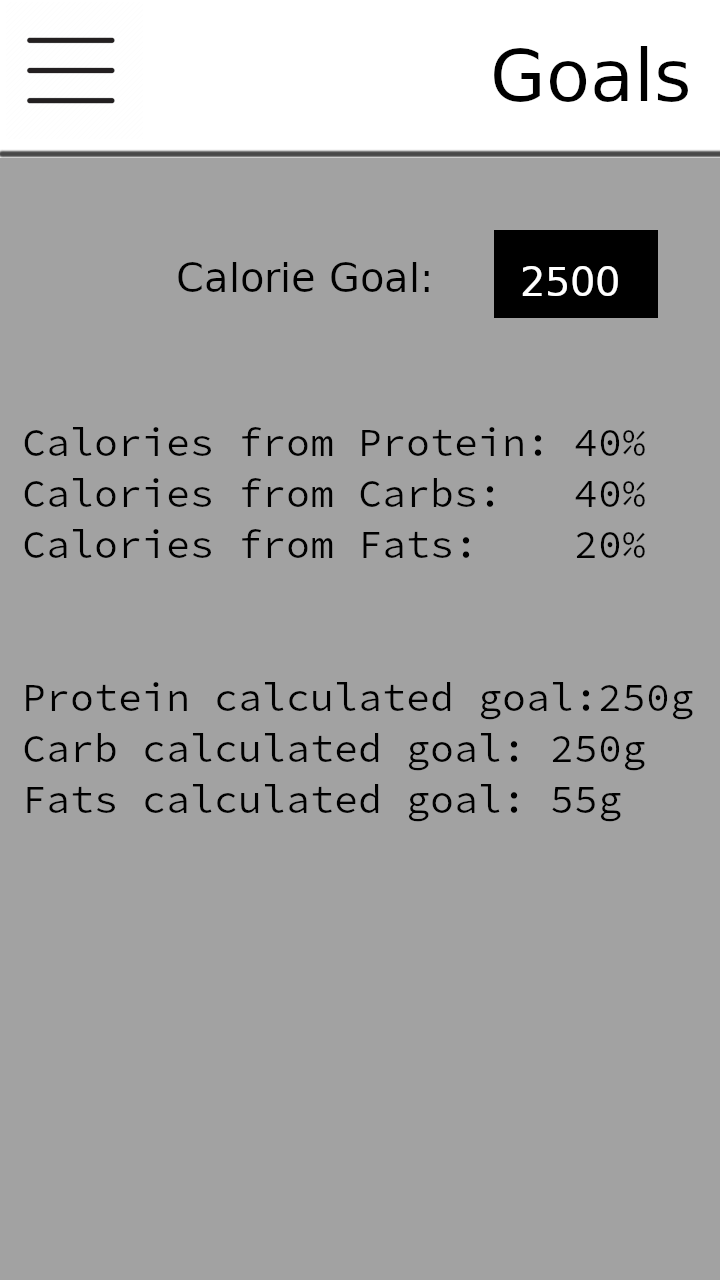 Goals
Calorie Goal: 2500
Calories from Protein: 40%
Calories from Carbs: 40%
Calories from Fats: 20%
Protein calculated goal:250g
Carb calculated goal: 250g
Fats calculated goal: 55g